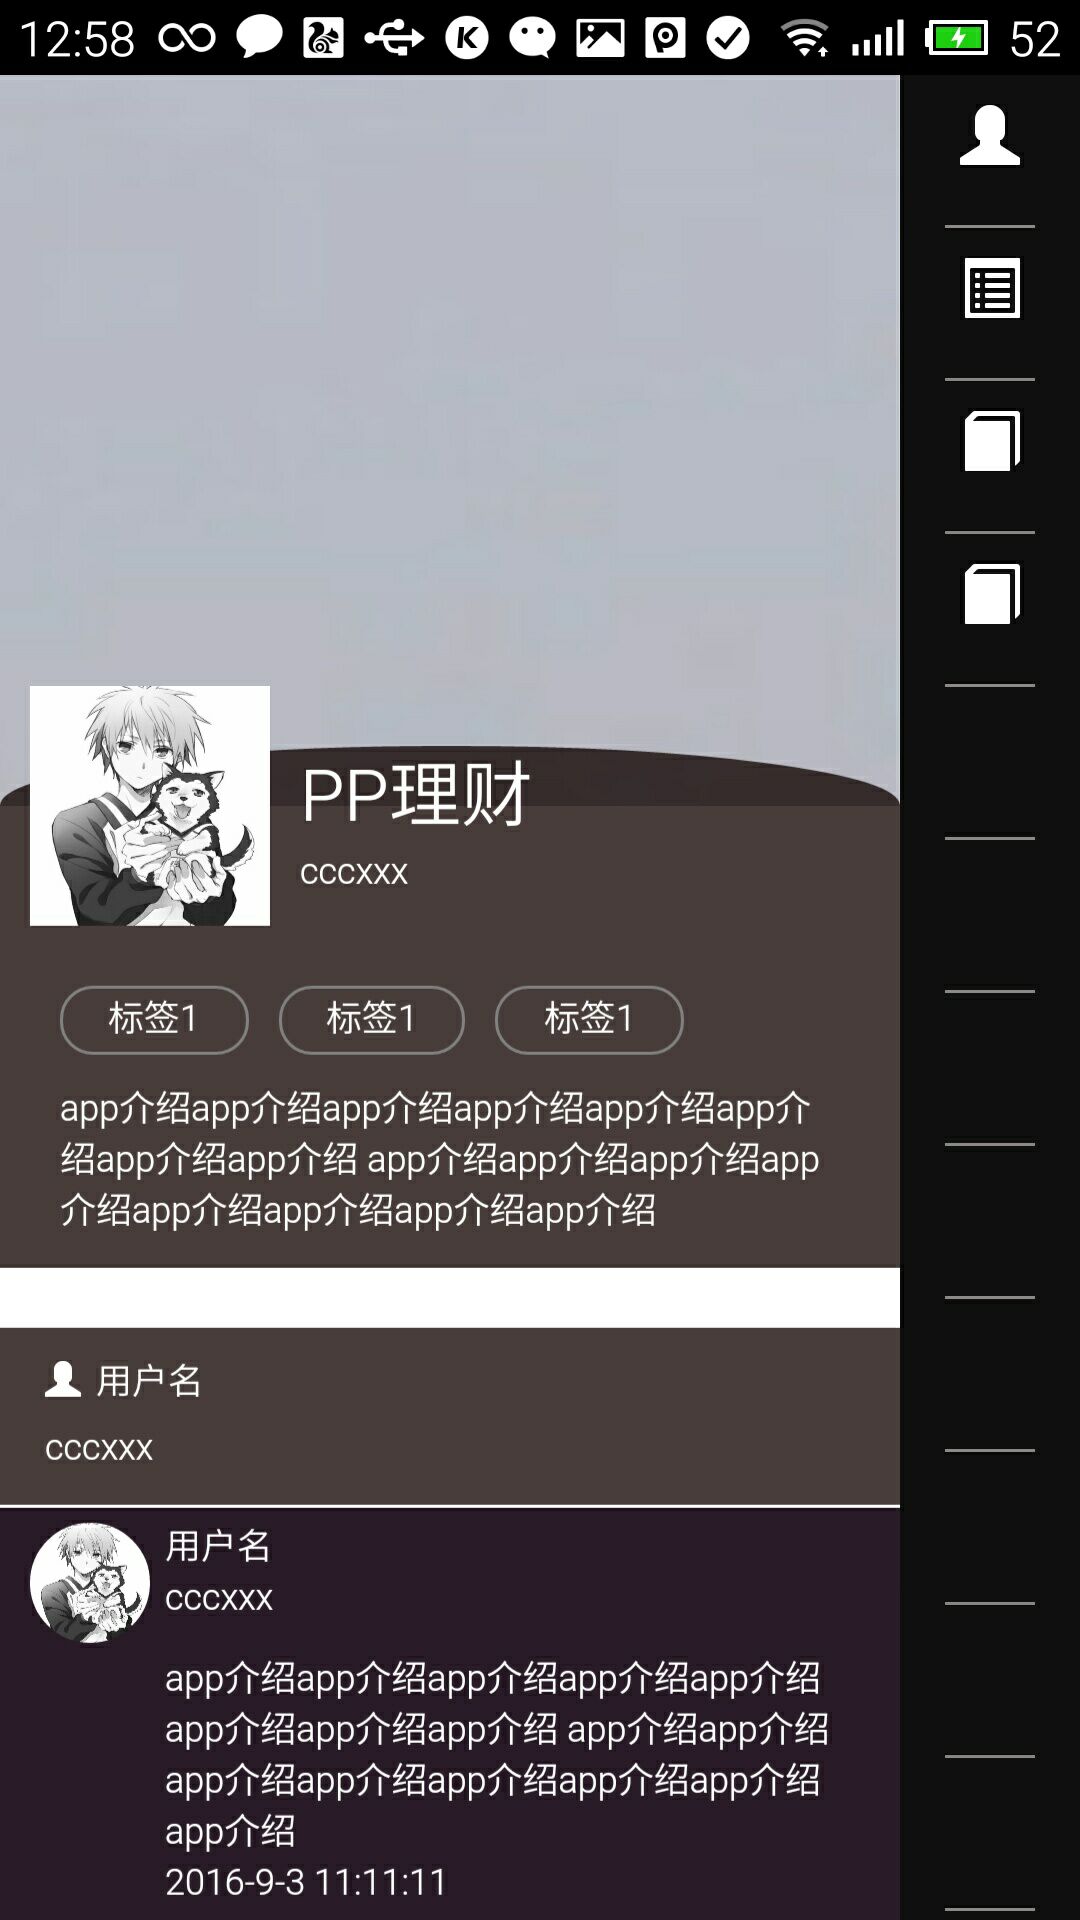 12:58
52
PP理财
cccxxx
标签1 标签1 标签1
app介绍app介绍app介绍app介绍app介绍app介
绍app介绍app介绍 app介绍app介绍app介绍app
介绍app介绍app介绍app介绍app介绍
用户名
cccxxx
用户名
cccxxx
app介绍app介绍app介绍app介绍app介绍
app介绍app介绍app介绍 app介绍app介绍
app介绍app介绍app介绍app介绍app介绍
app介绍
2016-9-3 11:11:11